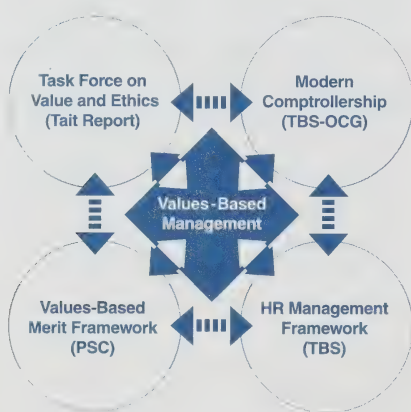 Task Force on
Value and Ethics
(Tait Report)
Modern
Comptrollership
(TBS-OCG)
Values-Based
Management
Values-Based
Merit Framework
(PSC)
HR Management
Framework
(TBS)